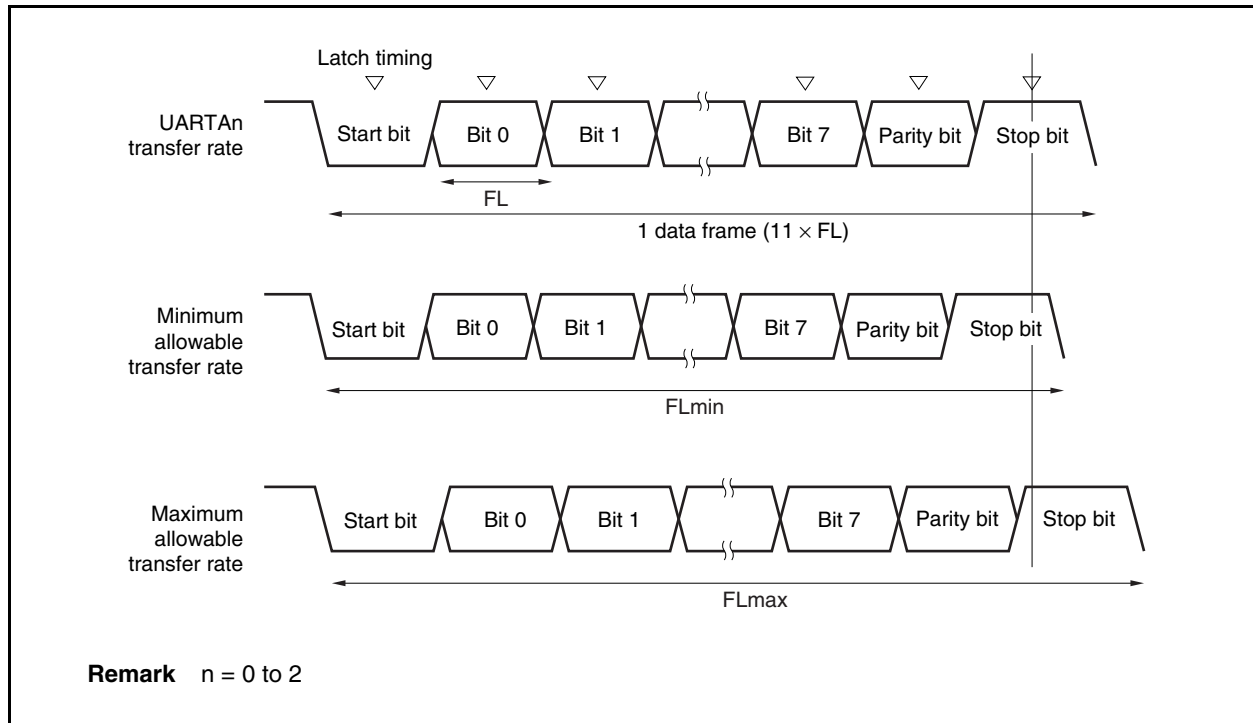 Latch timing
UARTAn
transfer rate
Start bit
Bit 0
Bit 1
Bit 7
Parity bit
Stop bit
FL
1 data frame (11 × FL)
Minimum
allowable
transfer rate
Start bit
Bit 0
Bit 1
Bit 7
Parity bit
Stop bit
FLmin
Maximum
allowable
transfer rate
Start bit
Bit 0
Bit 1
Bit 7
Parity bit
Stop bit
FLmax
Remark n = 0 to 2